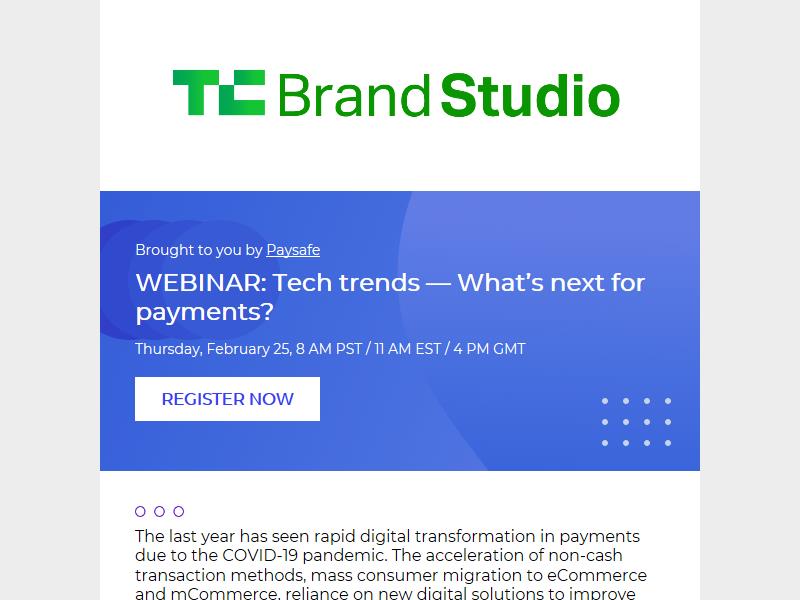 TC Brand Studio
Brought to you by Paysafe
WEBINAR: Tech trends — What’s next for
payments?
Thursday, February 25, 8 AM PST / 11 AM EST / 4 PM GMT
REGISTER NOW
The last year has seen rapid digital transformation in payments
due to the COVID-19 pandemic. The acceleration of non-cash
transaction methods, mass consumer migration to eCommerce
and mCommerce, reliance on new digital solutions to improve